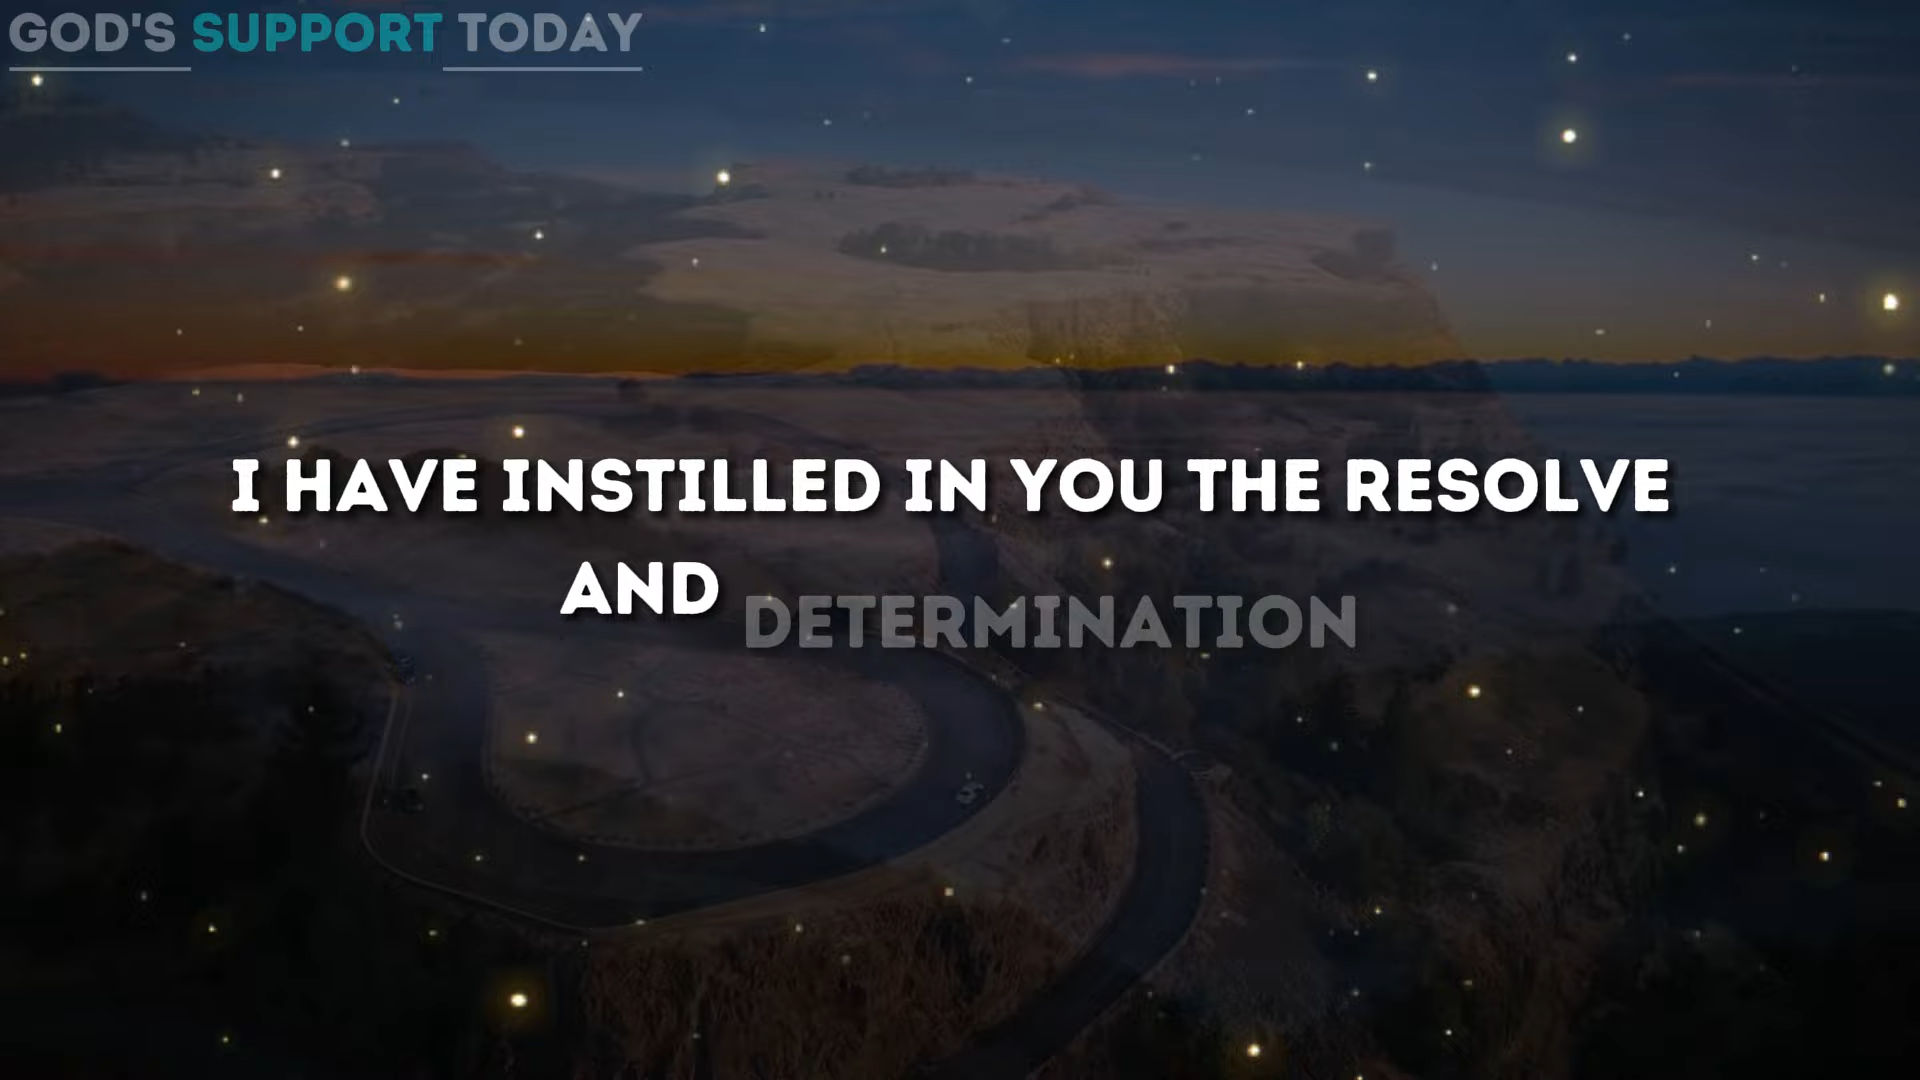 GOD'S SUPPORT TODAY
I HAVE INSTILLED IN YOU THE RESOLVE
AND DETERMINATION